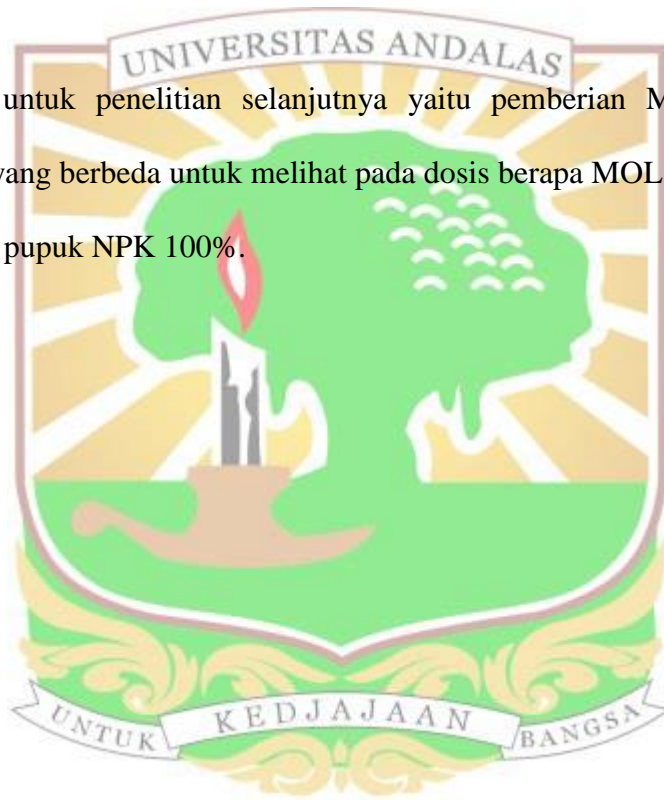 UNIVERSITAS ANDALAS
untuk penelitian selanjutnya yaitu pemberian M
yang berbeda untuk melihat pada dosis berapa MOL
pupuk NPK 100%.
UNTUK KEDJAJAAN BANGSA